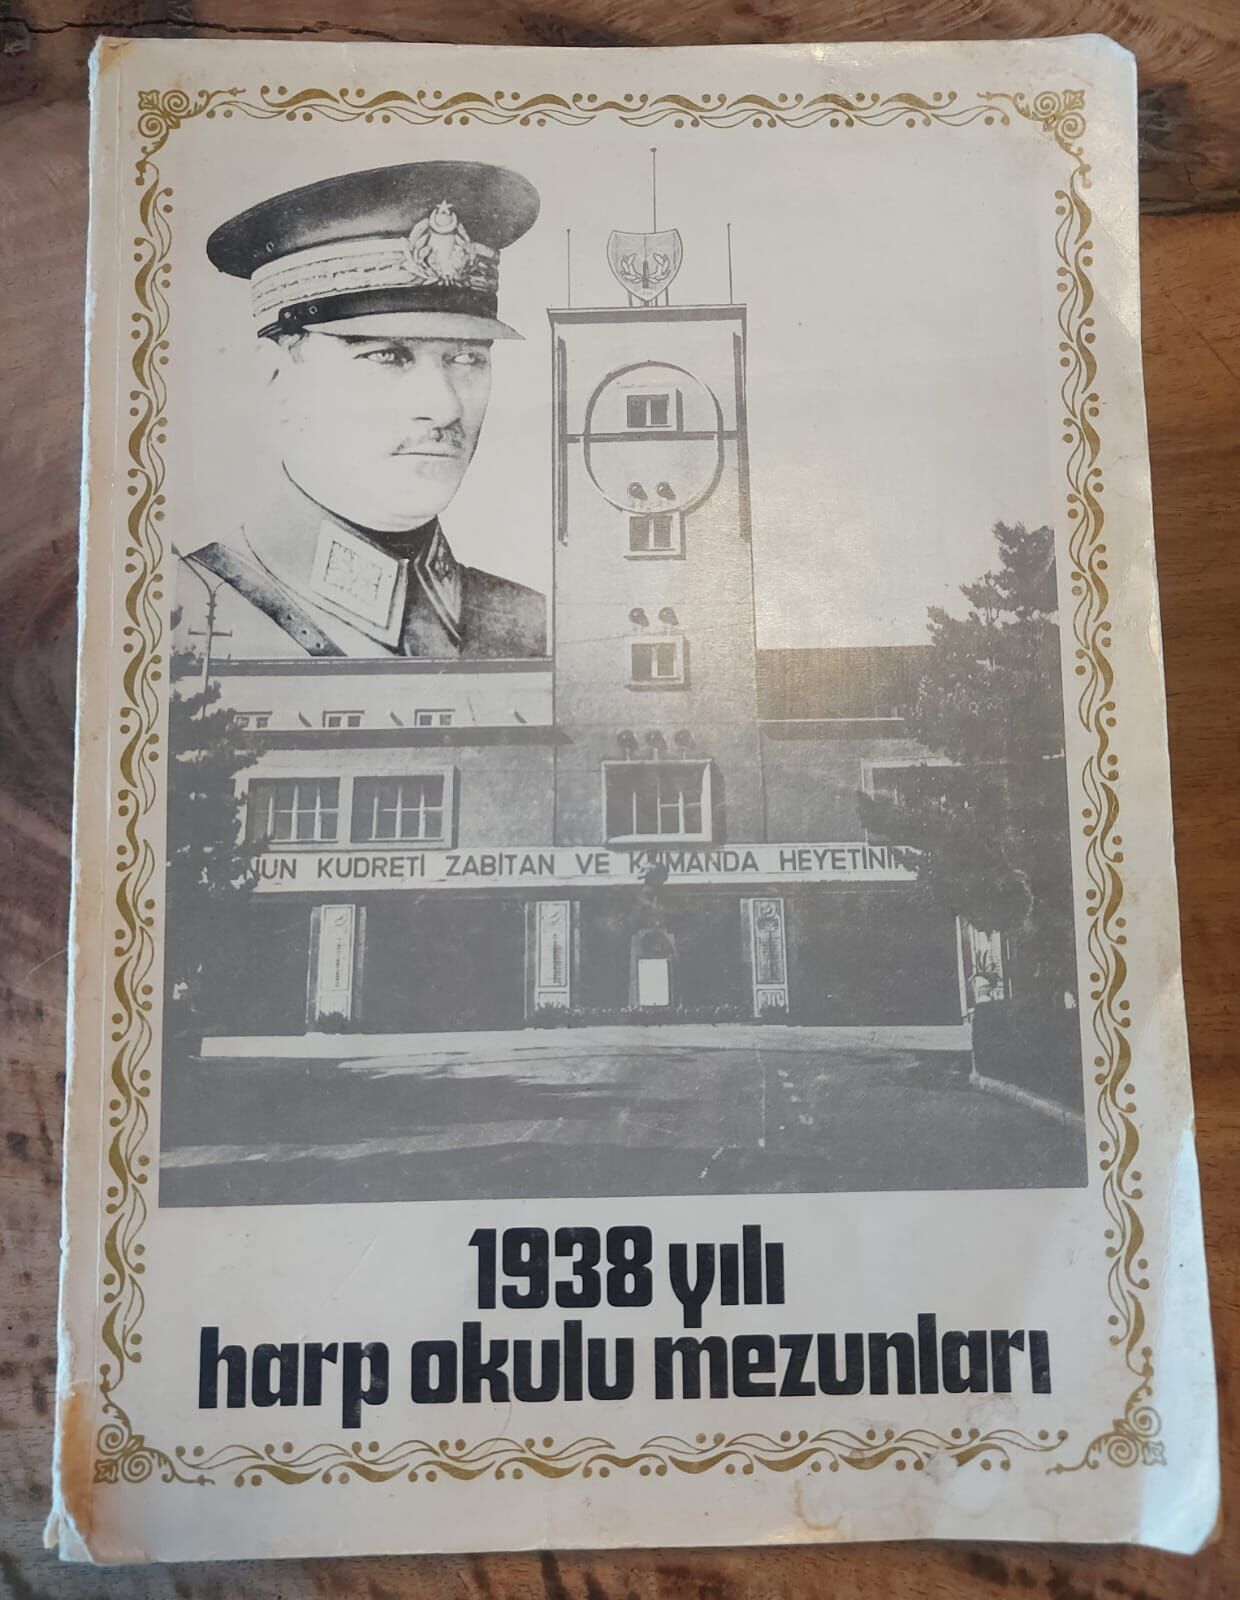 NUN KUDRETİ ZABİTAN VE KUMANDA HEYETİNİN
1938 yılı
harp okulu mezunları